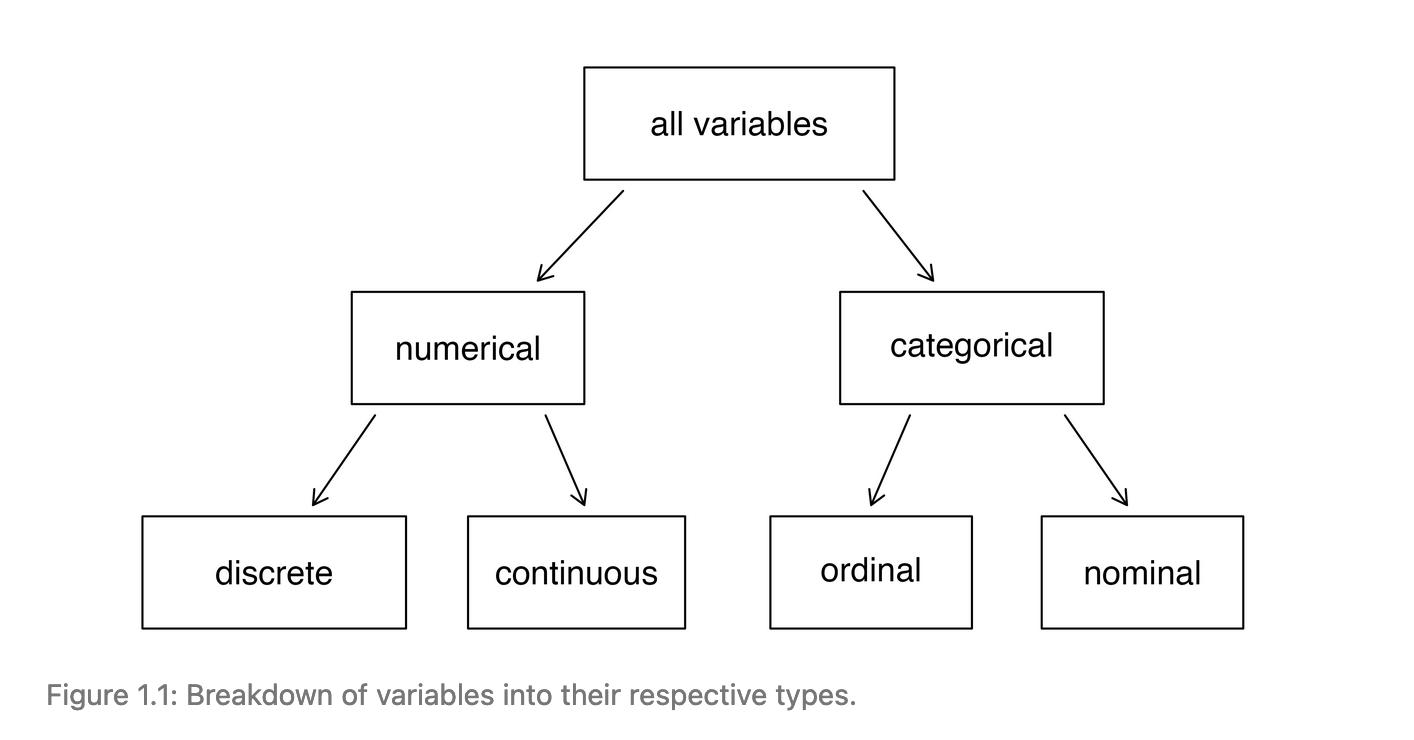 all variables
numerical
categorical
discrete
continuous
ordinal
nominal
Figure 1.1: Breakdown of variables into their respective types.